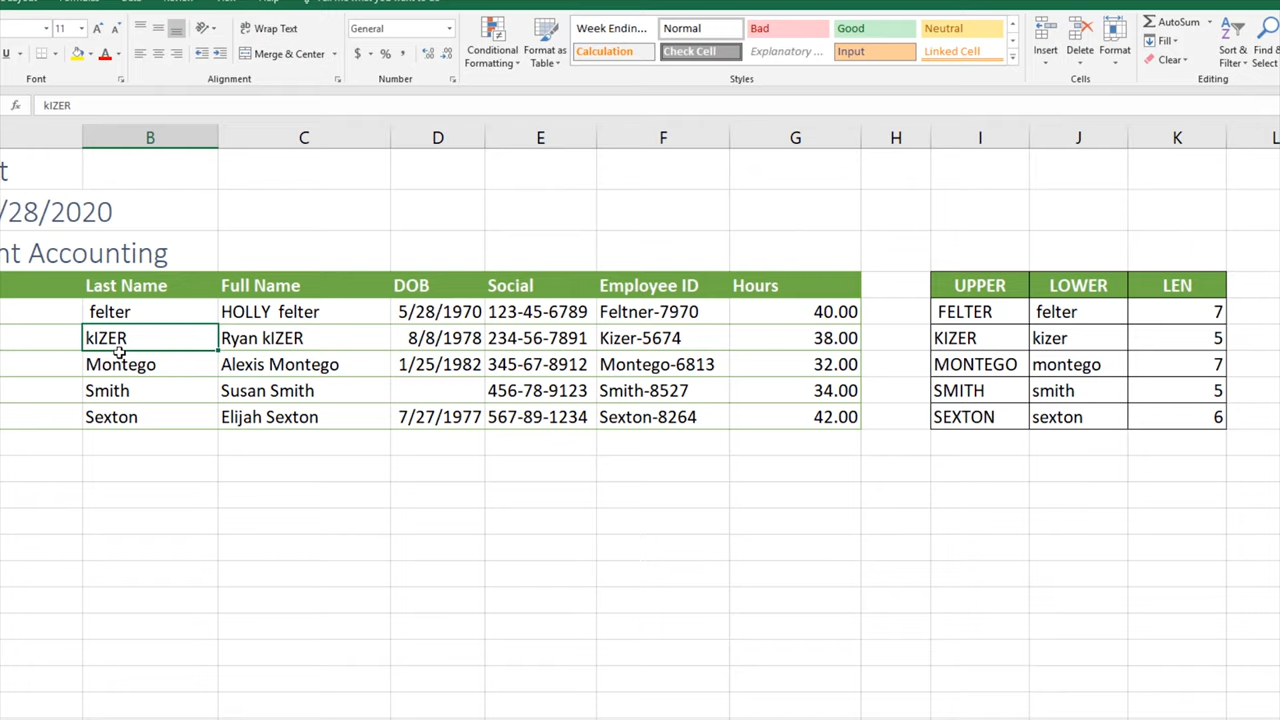 11 A A Wrap Text General Week Ending... Normal Bad Good Neutral AutoSum
U A Merge & Center $ % Conditional Formatting Format as Table Calculation Check Cell Explanatory ... Input Linked Cell Insert Delete Format Fill Clear Sort & Filter Find & Select
Font Alignment Number Styles Cells Editing
fx kIZER
B C D E F G H I J K L
t
/28/2020
nt Accounting
Last Name Full Name DOB Social Employee ID Hours UPPER LOWER LEN
felter HOLLY felter 5/28/1970 123-45-6789 Feltner-7970 40.00 FELTER felter 7
kIZER Ryan kIZER 8/8/1978 234-56-7891 Kizer-5674 38.00 KIZER kizer 5
Montego Alexis Montego 1/25/1982 345-67-8912 Montego-6813 32.00 MONTEGO montego 7
Smith Susan Smith 456-78-9123 Smith-8527 34.00 SMITH smith 5
Sexton Elijah Sexton 7/27/1977 567-89-1234 Sexton-8264 42.00 SEXTON sexton 6